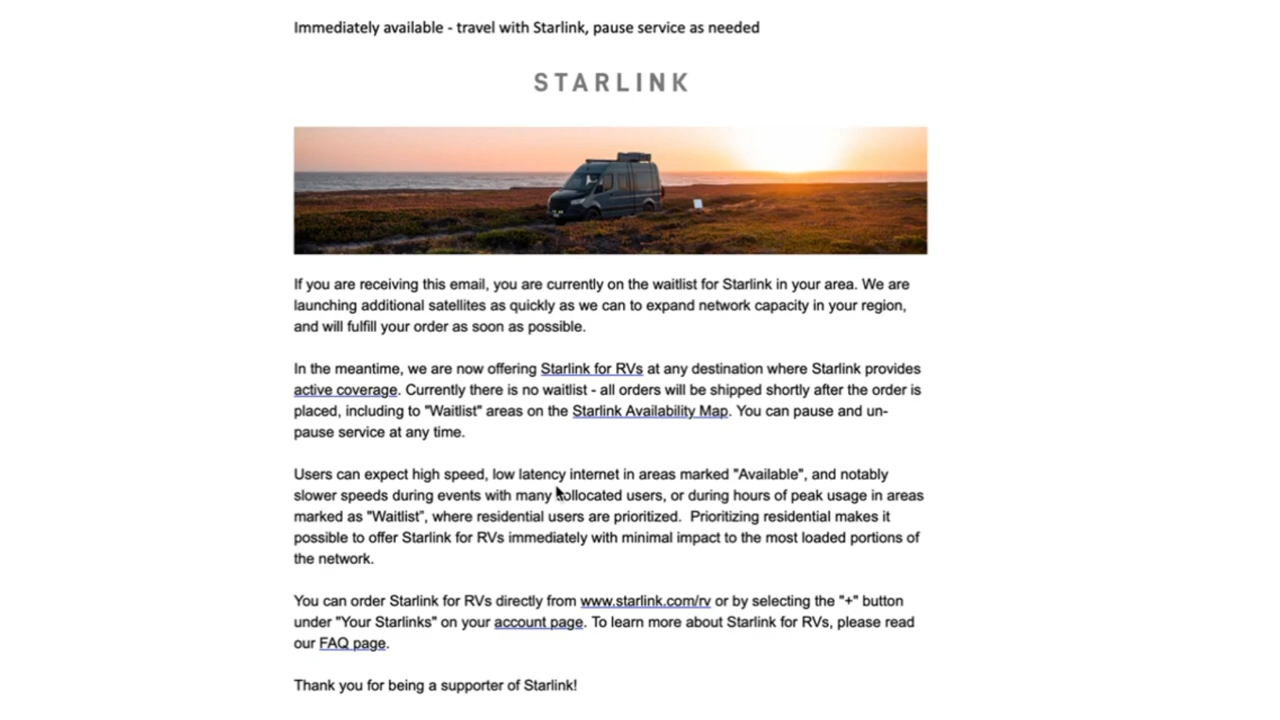 Immediately available - travel with Starlink, pause service as needed
STARLINK
If you are receiving this email, you are currently on the waitlist for Starlink in your area. We are
launching additional satellites as quickly as we can to expand network capacity in your region,
and will fulfill your order as soon as possible.
In the meantime, we are now offering Starlink for RVs at any destination where Starlink provides
active coverage. Currently there is no waitlist - all orders will be shipped shortly after the order is
placed, including to "Waitlist" areas on the Starlink Availability Map. You can pause and un-
pause service at any time.
Users can expect high speed, low latency internet in areas marked "Available", and notably
slower speeds during events with many collocated users, or during hours of peak usage in areas
marked as "Waitlist", where residential users are prioritized.  Prioritizing residential makes it
possible to offer Starlink for RVs immediately with minimal impact to the most loaded portions of
the network.
You can order Starlink for RVs directly from www.starlink.com/rv or by selecting the "+" button
under "Your Starlinks" on your account page. To learn more about Starlink for RVs, please read
our FAQ page.
Thank you for being a supporter of Starlink!